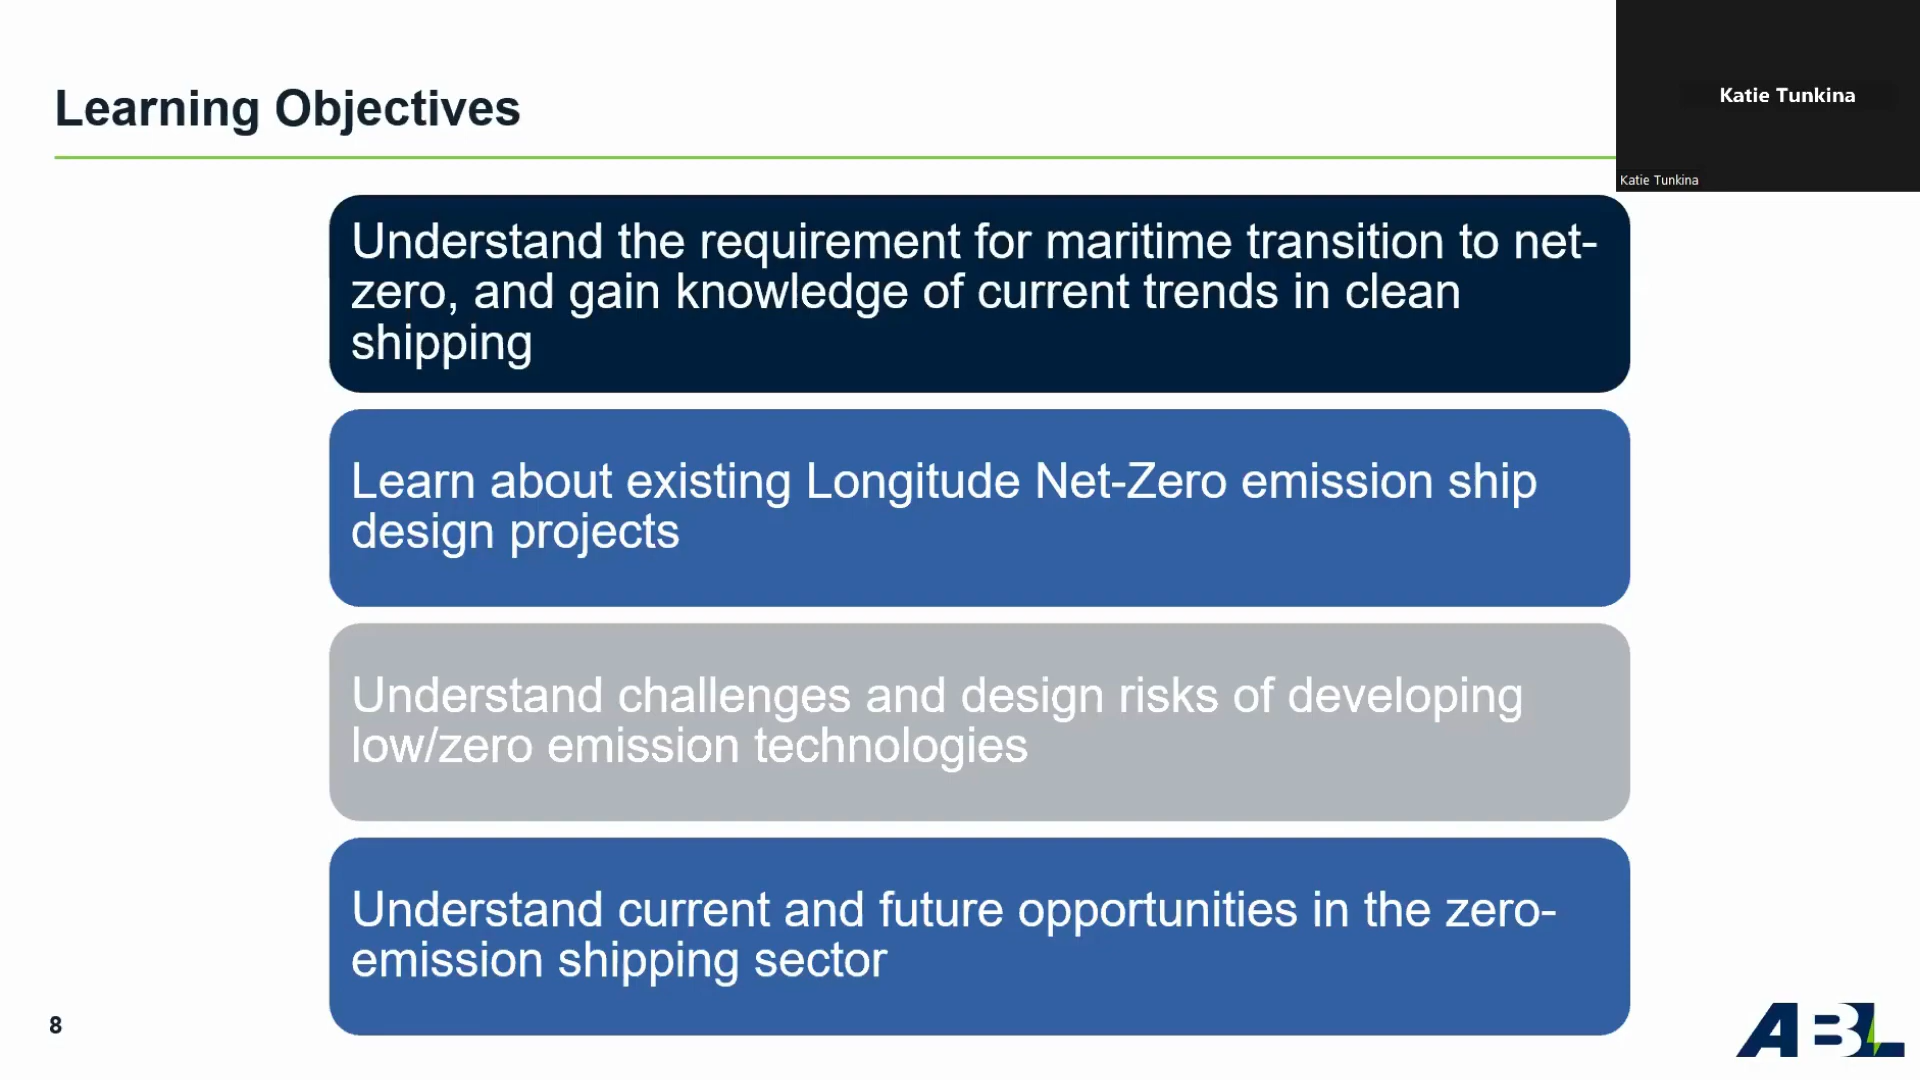 Katie Tunkina
Katie Tunkina
Learning Objectives
Understand the requirement for maritime transition to net-
zero, and gain knowledge of current trends in clean
shipping
Learn about existing Longitude Net-Zero emission ship
design projects
Understand challenges and design risks of developing
low/zero emission technologies
Understand current and future opportunities in the zero-
emission shipping sector
8
ABL